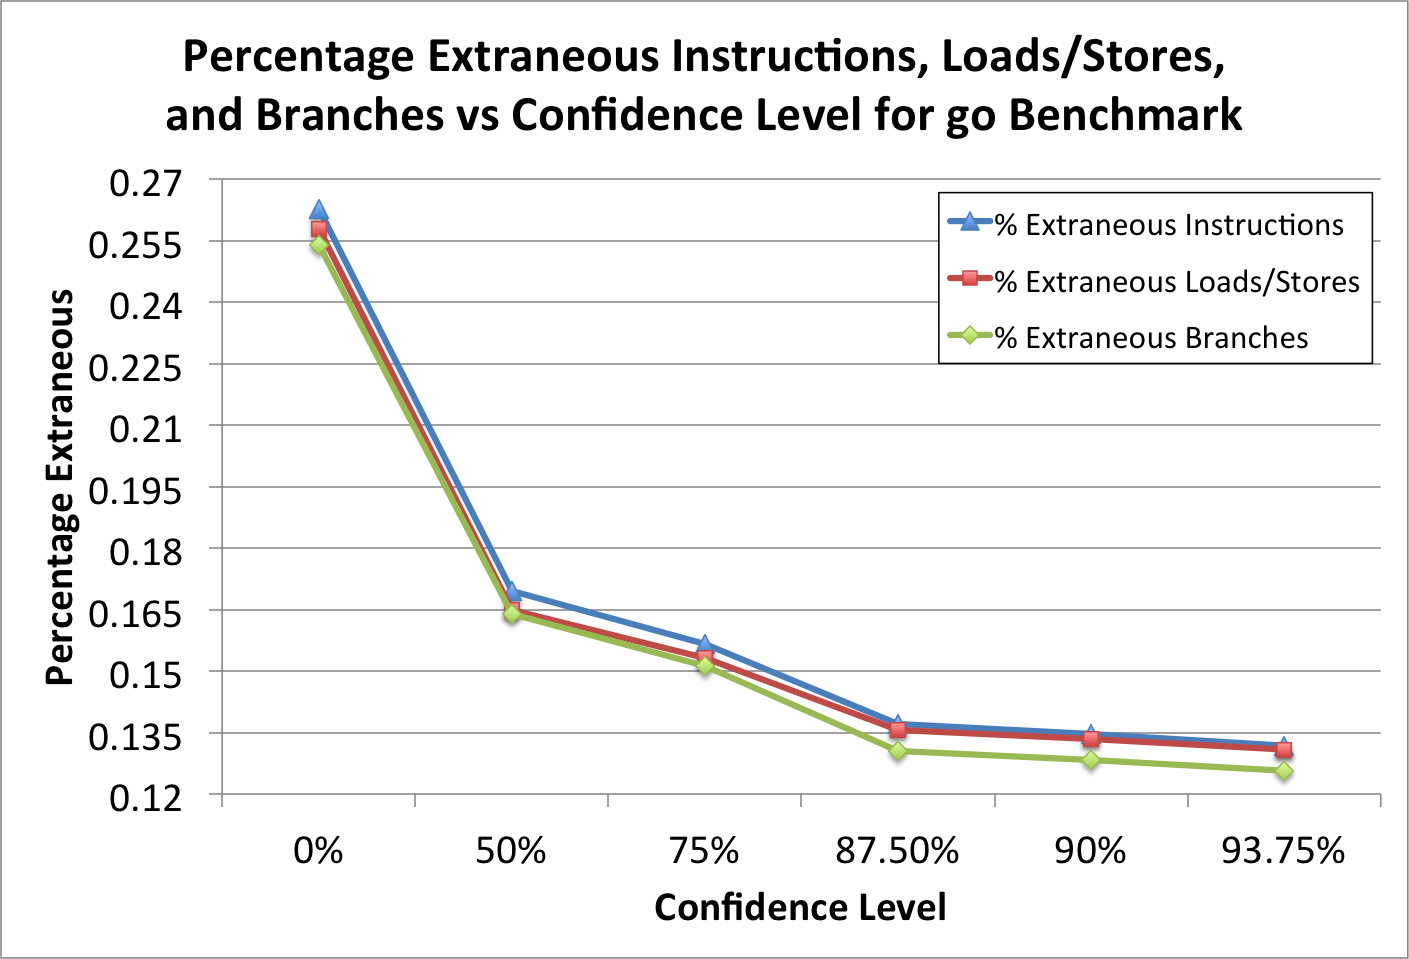 Percentage Extraneous Instructions, Loads/Stores,
and Branches vs Confidence Level for go Benchmark
% Extraneous Instructions
% Extraneous Loads/Stores
% Extraneous Branches
Percentage Extraneous
0.27
0.255
0.24
0.225
0.21
0.195
0.18
0.165
0.15
0.135
0.12
0% 50% 75% 87.50% 90% 93.75%
Confidence Level